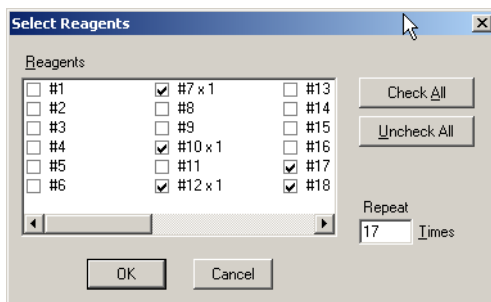 Select Reagents
Reagents
#1
#2
#3
#4
#5
#6
#7 x 1
#8
#9
#10 x 1
#11
#12 x 1
#13
#14
#15
#16
#17
#18
Check All
Uncheck All
Repeat
17 Times
OK
Cancel